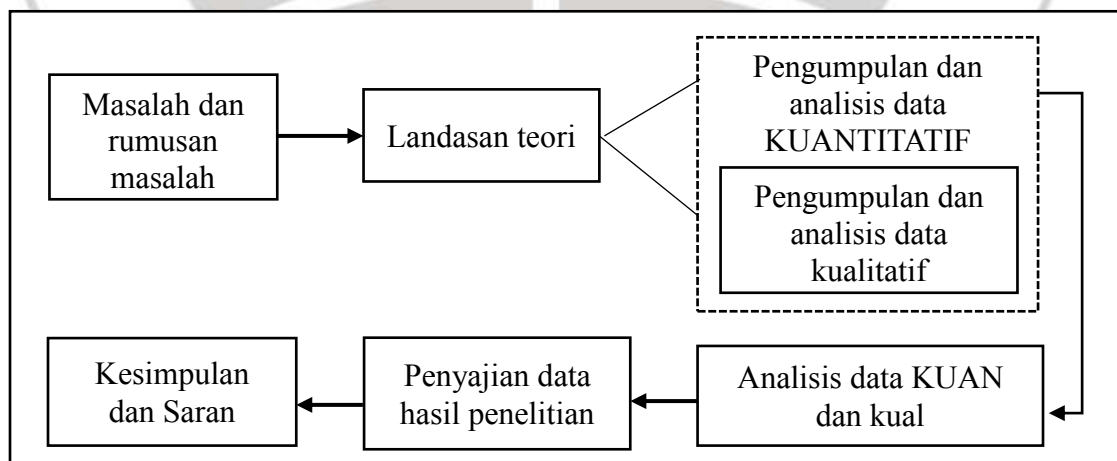 Masalah dan
rumusan
masalah
Landasan teori
Pengumpulan dan
analisis data
KUANTITATIF
Pengumpulan dan
analisis data
kualitatif
Analisis data KUAN
dan kual
Penyajian data
hasil penelitian
Kesimpulan
dan Saran